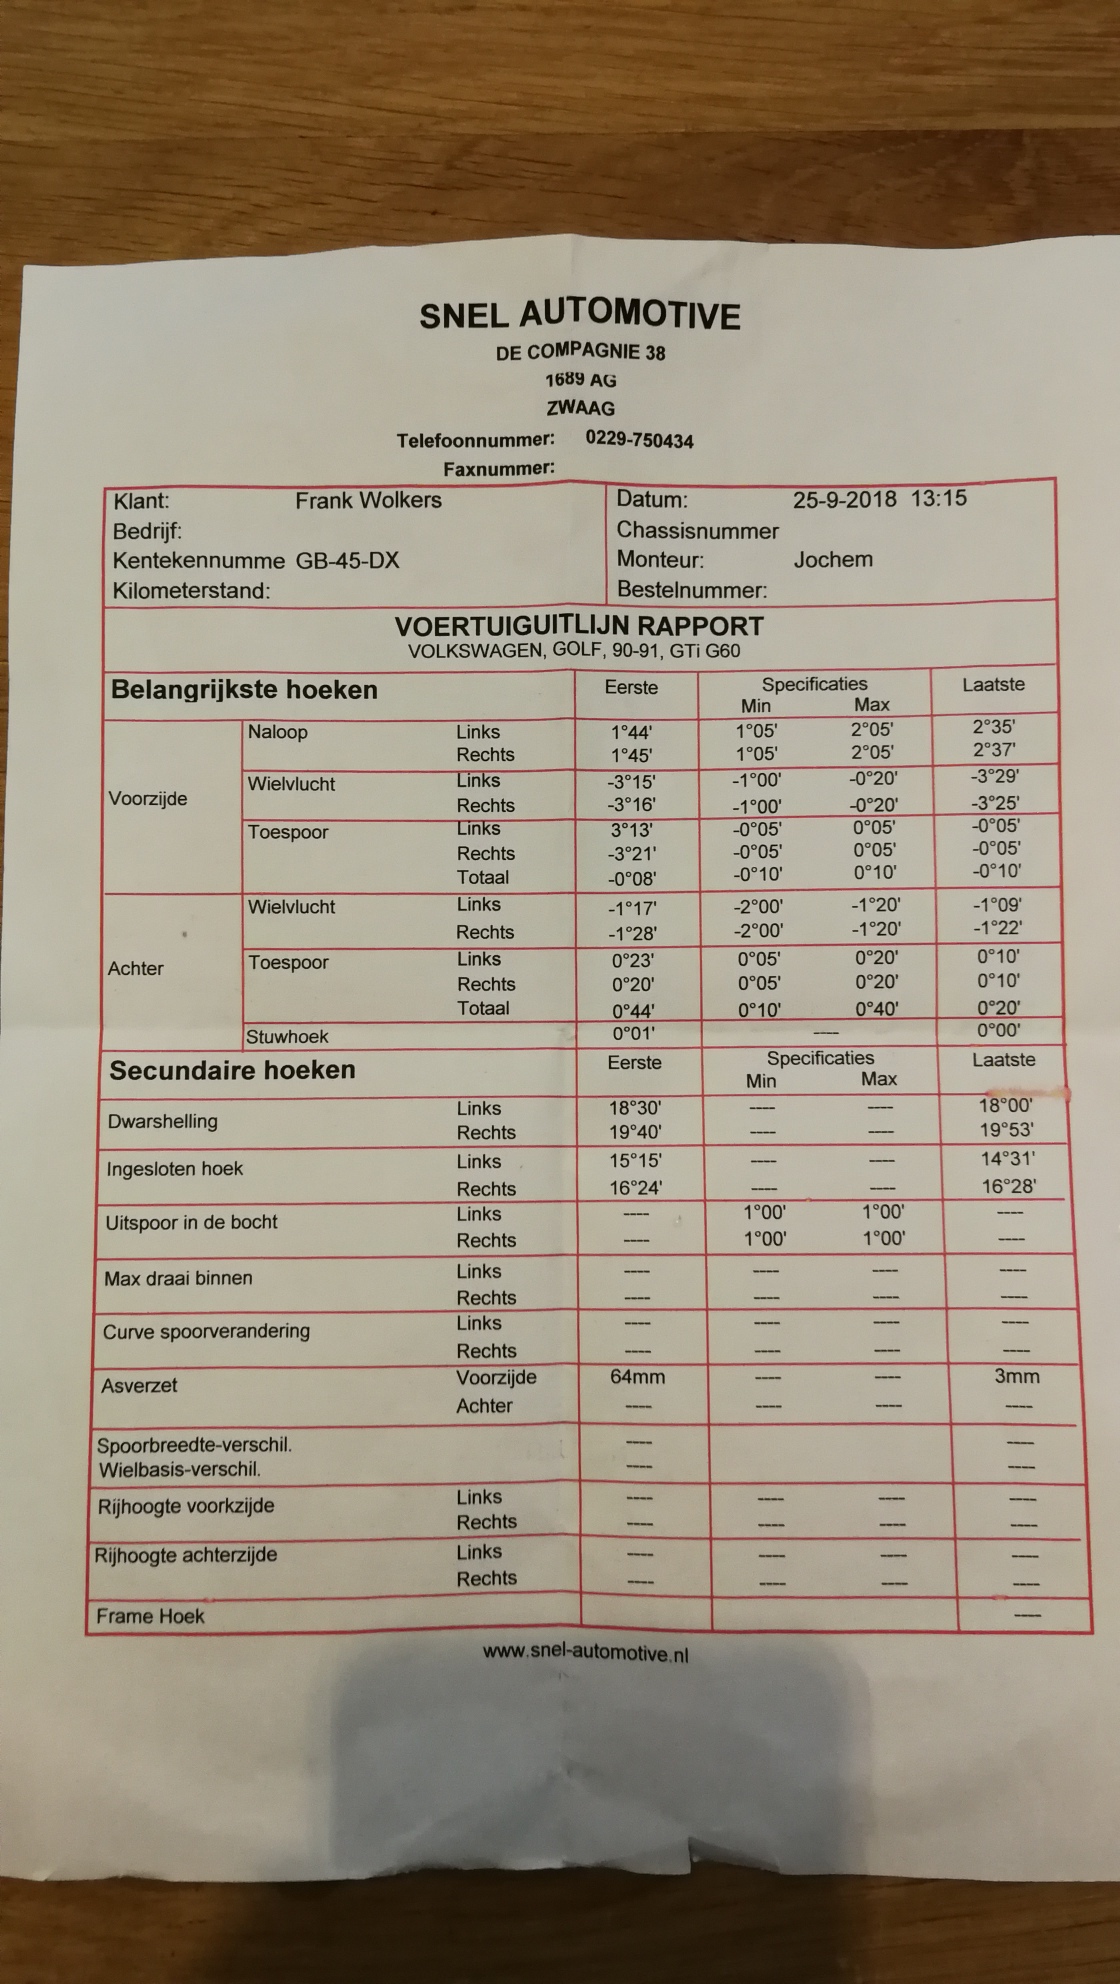 SNEL AUTOMOTIVE
DE COMPAGNIE 38
1689 AG
ZWAAG
Telefoonnummer: 0229-750434
Faxnummer:
Klant: Frank Wolkers Datum: 25-9-2018 13:15
Bedrijf: Chassisnummer
Kentekennumme GB-45-DX Monteur: Jochem
Kilometerstand: Bestelnummer:
VOERTUIGUITLIJN RAPPORT
VOLKSWAGEN, GOLF, 90-91, GTi G60
Belangrijkste hoeken Eerste Specificaties Laatste
Min Max
Naloop Links 1°44' 1°05' 2°05' 2°35'
Rechts 1°45' 1°05' 2°05' 2°37'
Wielvlucht Links -3°15' -1°00' -0°20' -3°29'
Voorzijde Rechts -3°16' -1°00' -0°20' -3°25'
Toespoor Links 3°13' -0°05' 0°05' -0°05'
Rechts -3°21' -0°05' 0°05' -0°05'
Totaal -0°08' -0°10' 0°10' -0°10'
Wielvlucht Links -1°17' -2°00' -1°20' -1°09'
Rechts -1°28' -2°00' -1°20' -1°22'
Achter Toespoor Links 0°23' 0°05' 0°20' 0°10'
Rechts 0°20' 0°05' 0°20' 0°10'
Totaal 0°44' 0°10' 0°40' 0°20'
Stuwhoek 0°01' ---- 0°00'
Secundaire hoeken Eerste Specificaties Laatste
Min Max
Dwarshelling Links 18°30' ---- ---- 18°00'
Rechts 19°40' ---- ---- 19°53'
Ingesloten hoek Links 15°15' ---- ---- 14°31'
Rechts 16°24' ---- ---- 16°28'
Uitspoor in de bocht Links ---- 1°00' 1°00' ----
Rechts ---- 1°00' 1°00' ----
Max draai binnen Links ---- ---- ---- ----
Rechts ---- ---- ---- ----
Curve spoorverandering Links ---- ---- ---- ----
Rechts ---- ---- ---- ----
Asverzet Voorzijde 64mm ---- ---- 3mm
Achter ---- ---- ---- ----
Spoorbreedte-verschil. ---- ----
Wielbasis-verschil. ---- ----
Rijhoogte voorkzijde Links ---- ---- ---- ----
Rechts ---- ---- ---- ----
Rijhoogte achterzijde Links ---- ---- ---- ----
Rechts ---- ---- ---- ----
Frame Hoek ----
www.snel-automotive.nl